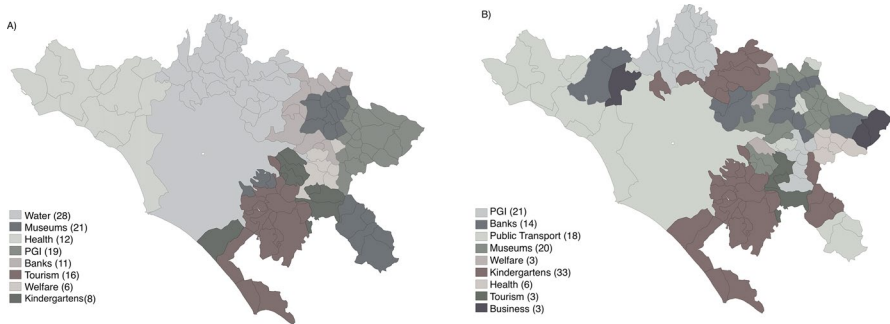 A)
Water (28)
Museums (21)
Health (12)
PGI (19)
Banks (11)
Tourism (16)
Welfare (6)
Kindergartens(8)
B)
PGI (21)
Banks (14)
Public Transport (18)
Museums (20)
Welfare (3)
Kindergartens (33)
Health (6)
Tourism (3)
Business (3)